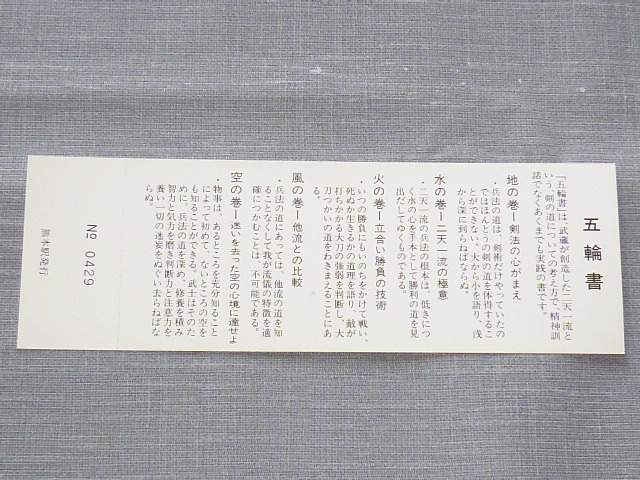 五輪書
「五輪書」は、武蔵が創造した二天一流と
いう、剣の道についての考え方で、精神訓
話でなくあくまでも実践の書です。
地の巻ー剣法の心がまえ
・兵法の道は、剣術だけやっていたの
ではほんとうの剣の道を体得するこ
とができない。大から小を語り、浅
から深に到らねばならぬ。
水の巻ー二天一流の極意
・二天一流の兵法の根本は、低きにつ
く水の心を手本として勝利の道を見
出だしてゆくものである。
火の巻ー立合い勝負の技術
・いつの勝負にもいのちをかけて戦い、
死ぬか生きるかの道理を語り、敵が
打ちかかる大刀の強弱を判断し、大
刀つかいの道をわきまえることにあ
る。
風の巻ー他流との比較
・兵法の道にあっては、他流の道を知
ることなくして我が流儀の特徴を適
確につかむことは、不可能である。
空の巻ー迷いを去った空の心境に達せよ
・物事は、あるところを充分知ること
によって初めて、ないところの空を
も知ることができる。武士はそのた
めに、兵法の道を深め、修養を積み
智力と気力を磨き判断力と注意力を
養い一切の迷妄をぬぐい去らねばな
らぬ。
№ 0429
熊本駅発行